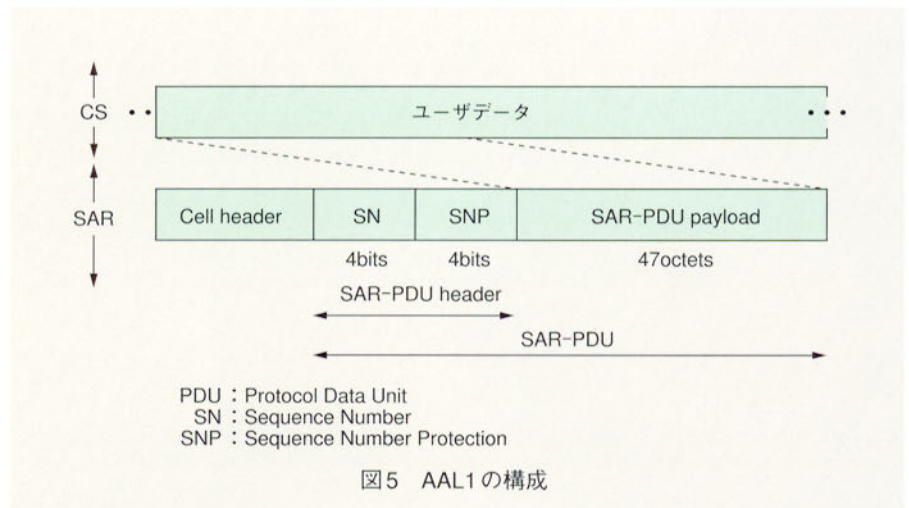 CS
・・
ユーザデータ
・・・
SAR
Cell header
SN
SNP
SAR-PDU payload
4bits
4bits
47octets
SAR-PDU header
SAR-PDU
PDU：Protocol Data Unit
SN：Sequence Number
SNP：Sequence Number Protection
図5 AAL1の構成